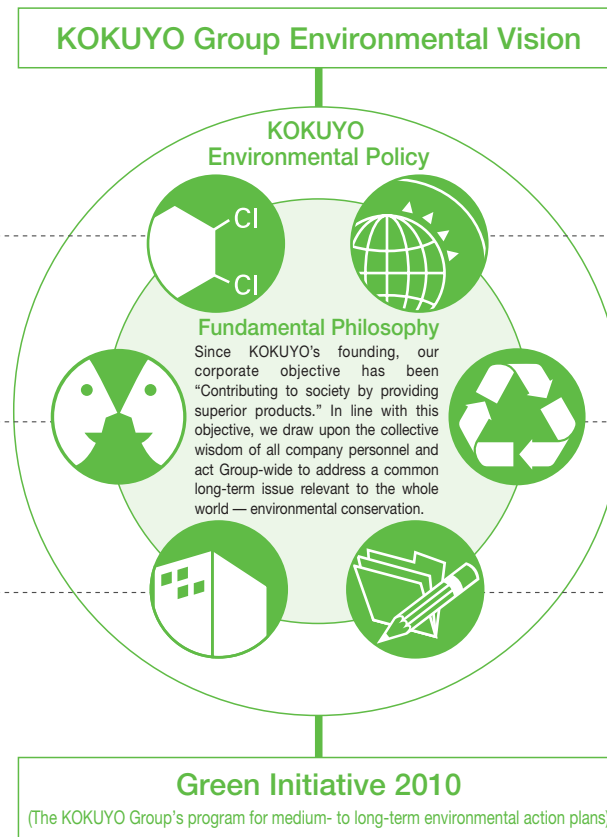 KOKUYO Group Environmental Vision
KOKUYO
Environmental Policy
Cl
Cl
Fundamental Philosophy
Since KOKUYO’s founding, our
corporate objective has been
“Contributing to society by providing
superior products.” In line with this
objective, we draw upon the collective
wisdom of all company personnel and
act Group-wide to address a common
long-term issue relevant to the whole
world — environmental conservation.
Green Initiative 2010
(The KOKUYO Group’s program for medium- to long-term environmental action plans)